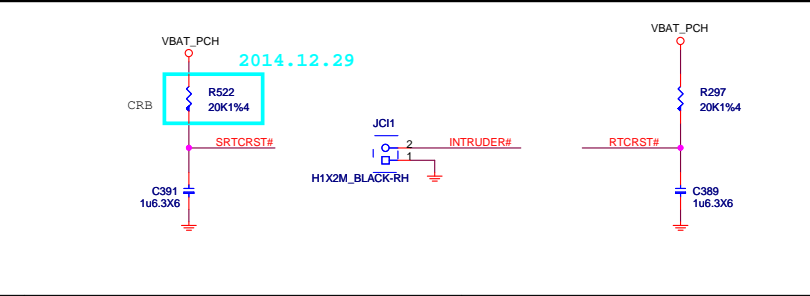 VBAT_PCH
VBAT_PCH
2014.12.29
R522
20K1%4
CRB
R297
20K1%4
JCI1
SRTCRST#
2
INTRUDER#
RTCRST#
1
H1X2M_BLACK-RH
C391
1u6.3X6
C389
1u6.3X6